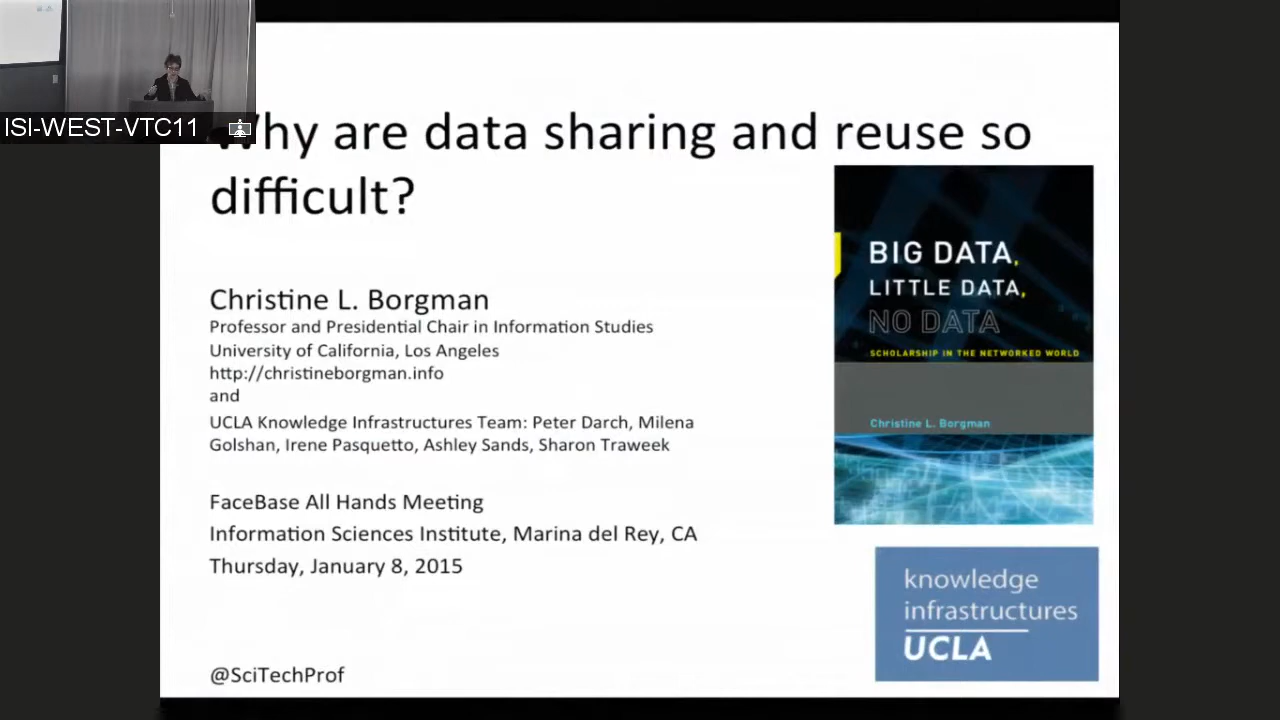 ISI-WEST-VTC11
Why are data sharing and reuse so
difficult?
BIG DATA,
LITTLE DATA,
NO DATA
SCHOLARSHIP IN THE NETWORKED WORLD
Christine L. Borgman
Christine L. Borgman
Professor and Presidential Chair in Information Studies
University of California, Los Angeles
http://christineborgman.info
and
UCLA Knowledge Infrastructures Team: Peter Darch, Milena
Golshan, Irene Pasquetto, Ashley Sands, Sharon Traweek
FaceBase All Hands Meeting
Information Sciences Institute, Marina del Rey, CA
Thursday, January 8, 2015
knowledge
infrastructures
UCLA
@SciTechProf